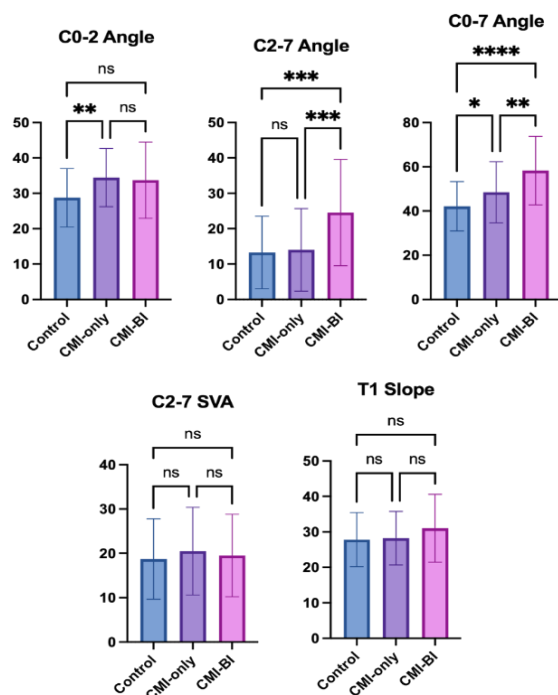 C0-2 Angle
ns
** ns
50
40
30
20
10
0
Control
CMI-only
CMI-BI
C2-7 Angle
***
ns ***
50
40
30
20
10
0
Control
CMI-only
CMI-BI
C0-7 Angle
****
* **
80
60
40
20
0
Control
CMI-only
CMI-BI
C2-7 SVA
ns
ns ns
40
30
20
10
0
Control
CMI-only
CMI-BI
T1 Slope
ns
ns ns
50
40
30
20
10
0
Control
CMI-only
CMI-BI